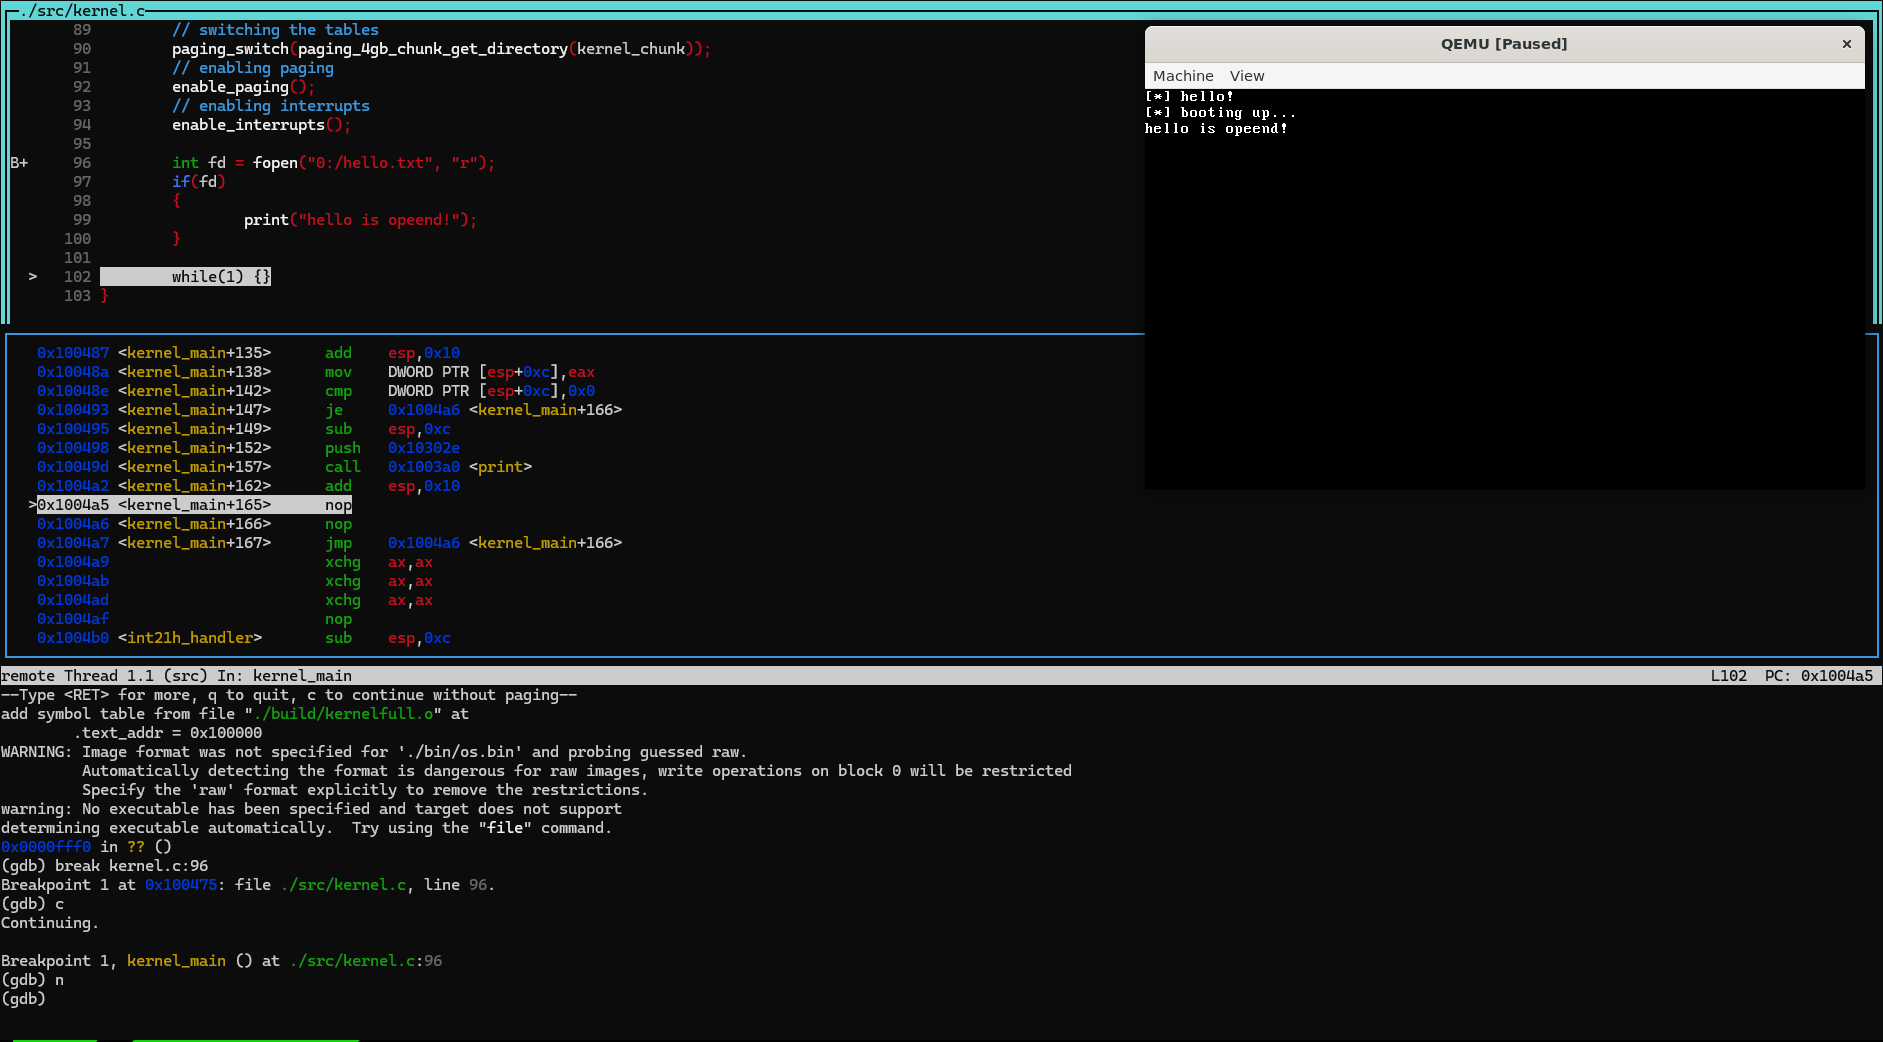 ./src/kernel.c
89 // switching the tables
90 paging_switch(paging_4gb_chunk_get_directory(kernel_chunk));
91 // enabling paging
92 enable_paging();
93 // enabling interrupts
94 enable_interrupts();
95
B+ 96 int fd = fopen("0:/hello.txt", "r");
97 if(fd)
98 {
99 print("hello is opeend!");
100 }
101
> 102 while(1) {}
103 }
QEMU [Paused] ×
Machine View
[*] hello!
[*] booting up...
hello is opeend!
0x100487 <kernel_main+135> add esp,0x10
0x10048a <kernel_main+138> mov DWORD PTR [esp+0xc],eax
0x10048e <kernel_main+142> cmp DWORD PTR [esp+0xc],0x0
0x100493 <kernel_main+147> je 0x1004a6 <kernel_main+166>
0x100495 <kernel_main+149> sub esp,0xc
0x100498 <kernel_main+152> push 0x10302e
0x10049d <kernel_main+157> call 0x1003a0 <print>
0x1004a2 <kernel_main+162> add esp,0x10
>0x1004a5 <kernel_main+165> nop
0x1004a6 <kernel_main+166> nop
0x1004a7 <kernel_main+167> jmp 0x1004a6 <kernel_main+166>
0x1004a9 xchg ax,ax
0x1004ab xchg ax,ax
0x1004ad xchg ax,ax
0x1004af nop
0x1004b0 <int21h_handler> sub esp,0xc
remote Thread 1.1 (src) In: kernel_main L102 PC: 0x1004a5
--Type <RET> for more, q to quit, c to continue without paging--
add symbol table from file "./build/kernelfull.o" at
.text_addr = 0x100000
WARNING: Image format was not specified for './bin/os.bin' and probing guessed raw.
Automatically detecting the format is dangerous for raw images, write operations on block 0 will be restricted
Specify the 'raw' format explicitly to remove the restrictions.
warning: No executable has been specified and target does not support
determining executable automatically.  Try using the "file" command.
0x0000fff0 in ?? ()
(gdb) break kernel.c:96
Breakpoint 1 at 0x100475: file ./src/kernel.c, line 96.
(gdb) c
Continuing.
Breakpoint 1, kernel_main () at ./src/kernel.c:96
(gdb) n
(gdb)